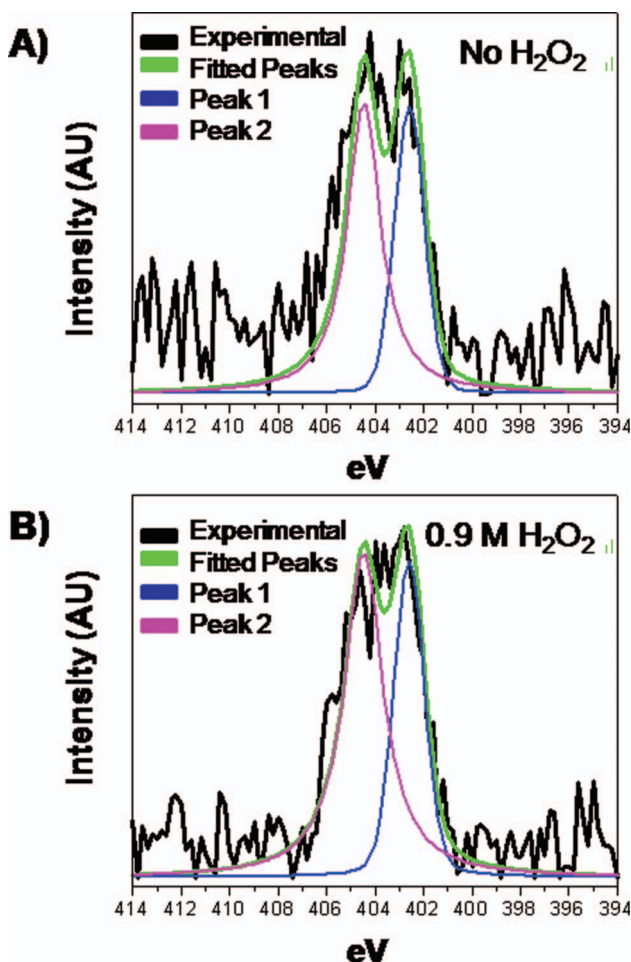 A)
Experimental
Fitted Peaks
Peak 1
Peak 2
No H₂O₂
Intensity (AU)
414 412 410 408 406 404 402 400 398 396 394
eV
B)
Experimental
Fitted Peaks
Peak 1
Peak 2
0.9 M H₂O₂
Intensity (AU)
414 412 410 408 406 404 402 400 398 396 394
eV